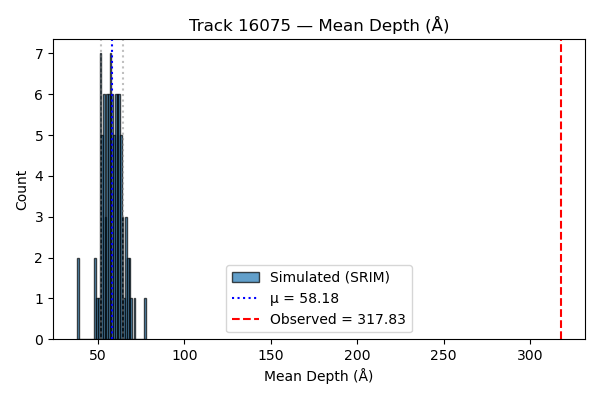 Track 16075 — Mean Depth (Å)
Count
7
6
5
4
3
2
1
0
Simulated (SRIM)
μ = 58.18
Observed = 317.83
50 100 150 200 250 300
Mean Depth (Å)